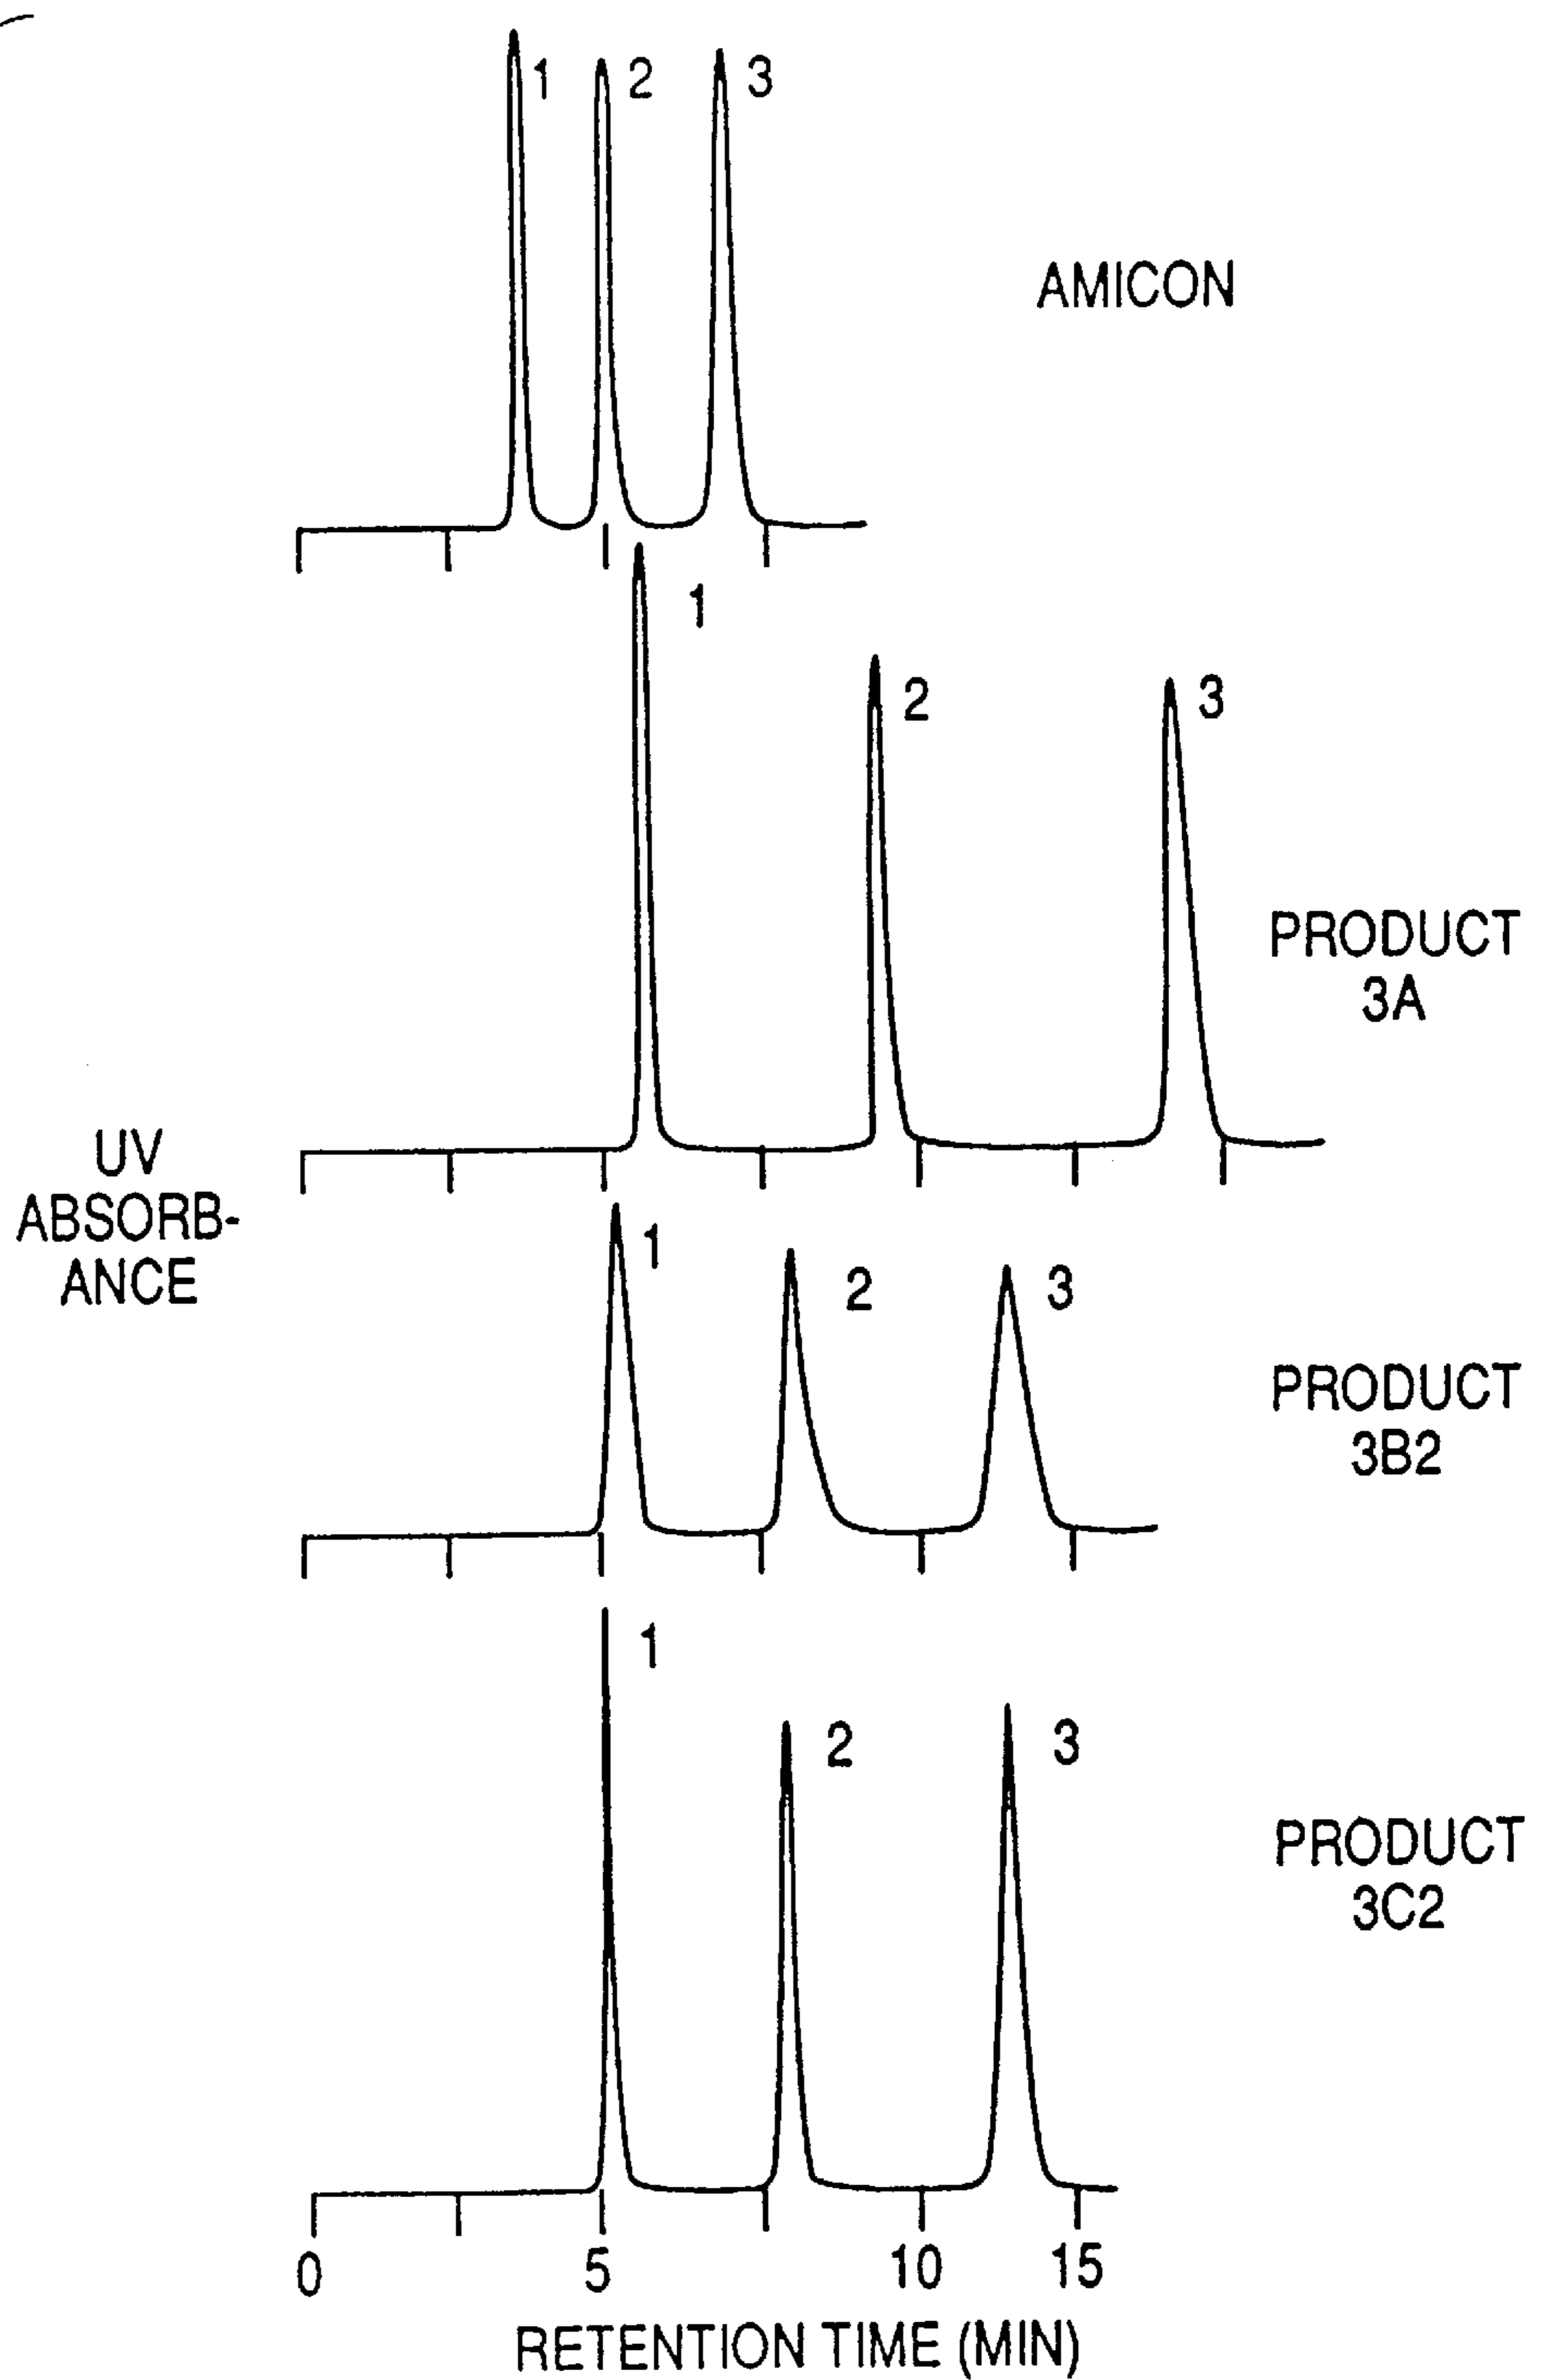 1 2 3
AMICON
1
2
3
PRODUCT
3A
UV
ABSORB-
ANCE
1
2
3
PRODUCT
3B2
1
2
3
PRODUCT
3C2
0 5 10 15
RETENTION TIME (MIN)